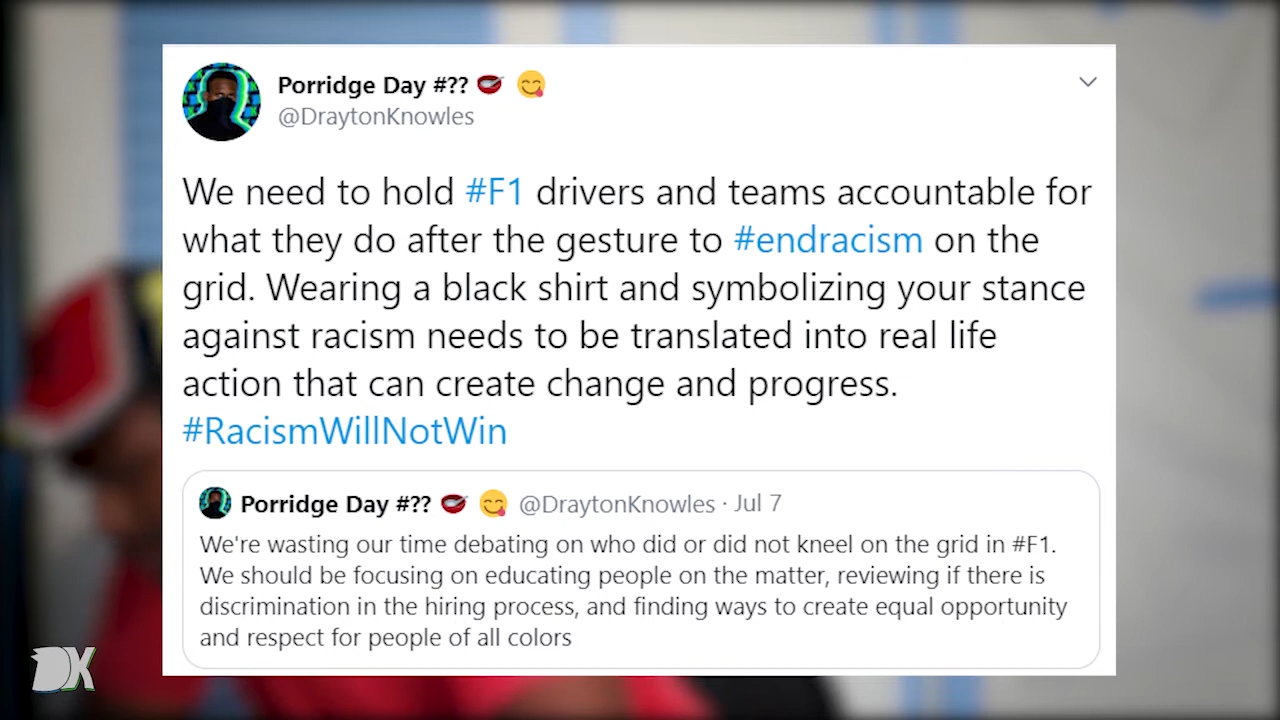 Porridge Day #??
@DraytonKnowles
We need to hold #F1 drivers and teams accountable for
what they do after the gesture to #endracism on the
grid. Wearing a black shirt and symbolizing your stance
against racism needs to be translated into real life
action that can create change and progress.
#RacismWillNotWin
Porridge Day #?? @DraytonKnowles · Jul 7
We're wasting our time debating on who did or did not kneel on the grid in #F1.
We should be focusing on educating people on the matter, reviewing if there is
discrimination in the hiring process, and finding ways to create equal opportunity
and respect for people of all colors
DK